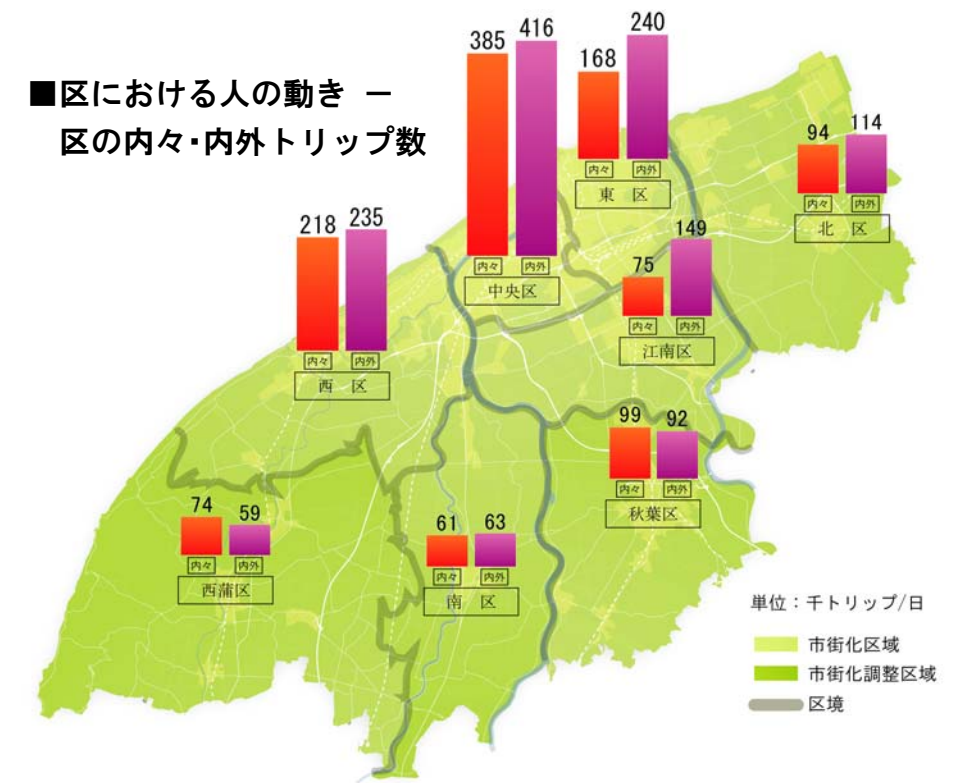 ■区における人の動き －
区の内々・内外トリップ数
385 416
内々 内外
中央区
168 240
内々 内外
東 区
94 114
内々 内外
北 区
218 235
内々 内外
西 区
75 149
内々 内外
江南区
99 92
内々 内外
秋葉区
74 59
内々 内外
西蒲区
61 63
内々 内外
南 区
単位：千トリップ/日
市街化区域
市街化調整区域
区境